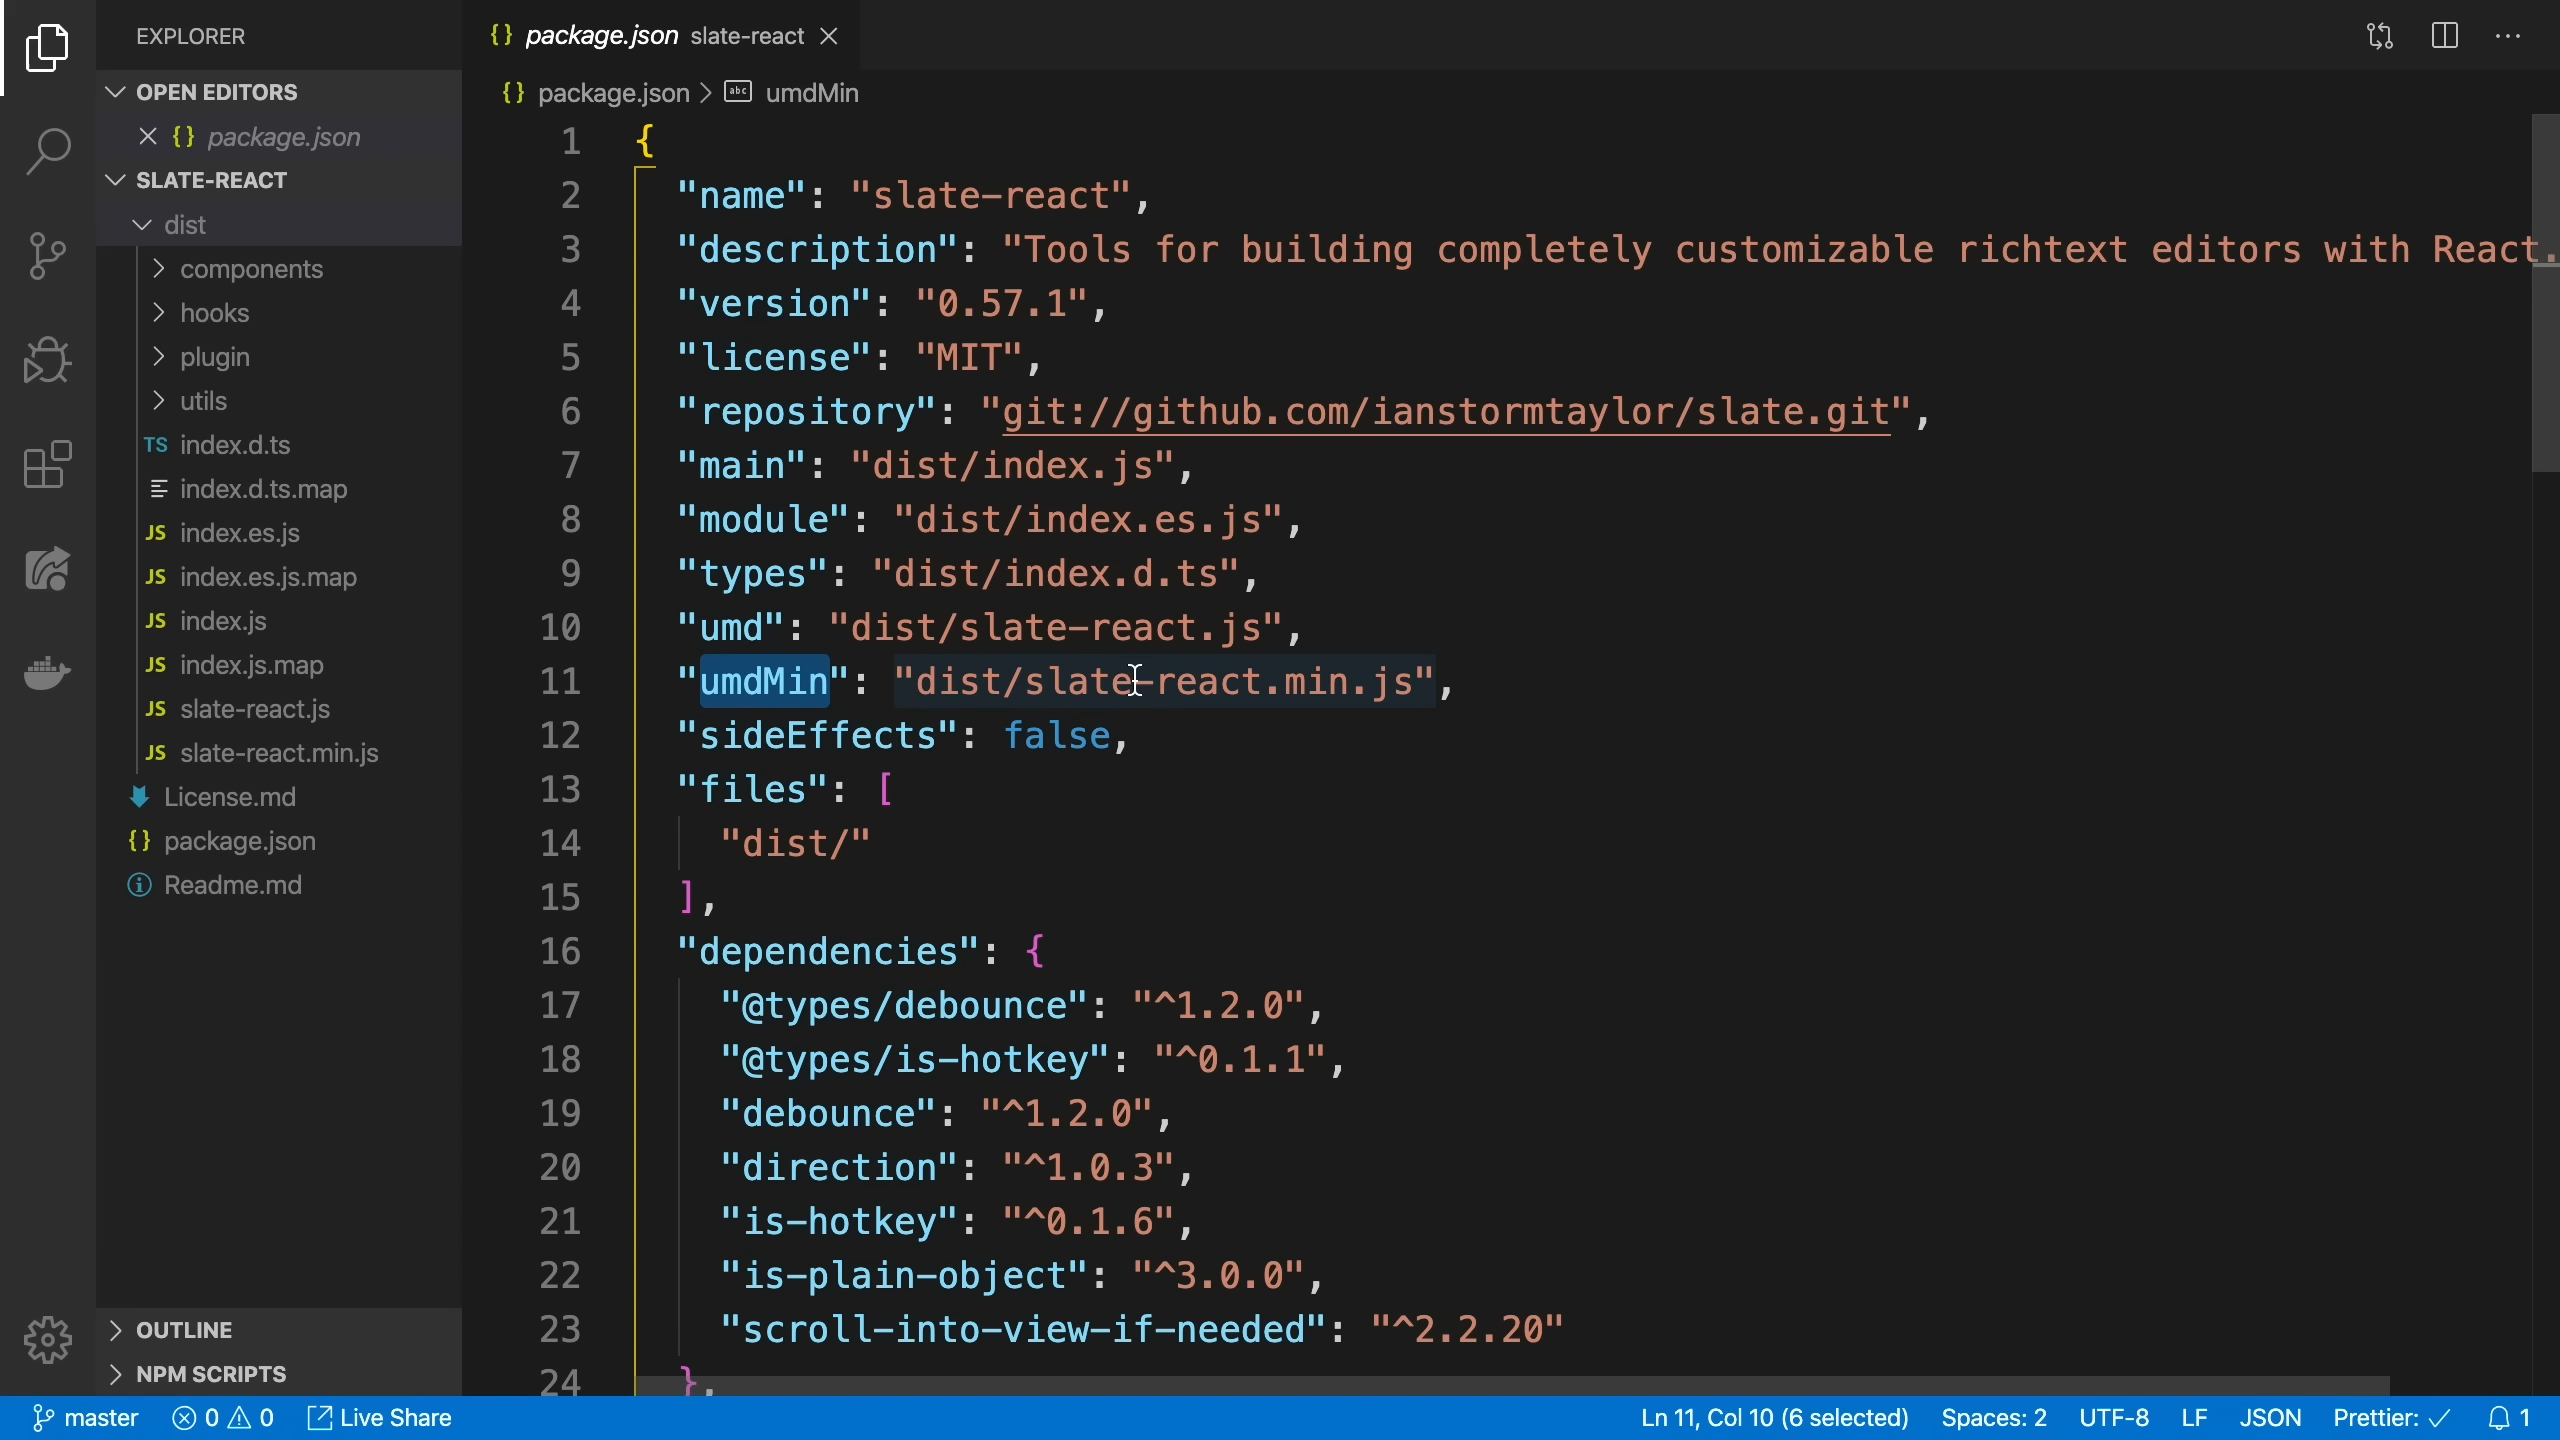 EXPLORER
OPEN EDITORS
package.json
SLATE-REACT
dist
components
hooks
plugin
utils
TS index.d.ts
index.d.ts.map
JS index.es.js
JS index.es.js.map
JS index.js
JS index.js.map
JS slate-react.js
JS slate-react.min.js
License.md
{} package.json
Readme.md
OUTLINE
NPM SCRIPTS
{} package.json slate-react
{} package.json > abc umdMin
1 {
2 "name": "slate-react",
3 "description": "Tools for building completely customizable richtext editors with React.
4 "version": "0.57.1",
5 "license": "MIT",
6 "repository": "git://github.com/ianstormtaylor/slate.git",
7 "main": "dist/index.js",
8 "module": "dist/index.es.js",
9 "types": "dist/index.d.ts",
10 "umd": "dist/slate-react.js",
11 "umdMin": "dist/slate-react.min.js",
12 "sideEffects": false,
13 "files": [
14 "dist/"
15 ],
16 "dependencies": {
17 "@types/debounce": "^1.2.0",
18 "@types/is-hotkey": "^0.1.1",
19 "debounce": "^1.2.0",
20 "direction": "^1.0.3",
21 "is-hotkey": "^0.1.6",
22 "is-plain-object": "^3.0.0",
23 "scroll-into-view-if-needed": "^2.2.20"
24 },
master 0 0 Live Share Ln 11, Col 10 (6 selected) Spaces: 2 UTF-8 LF JSON Prettier: ✓ 1